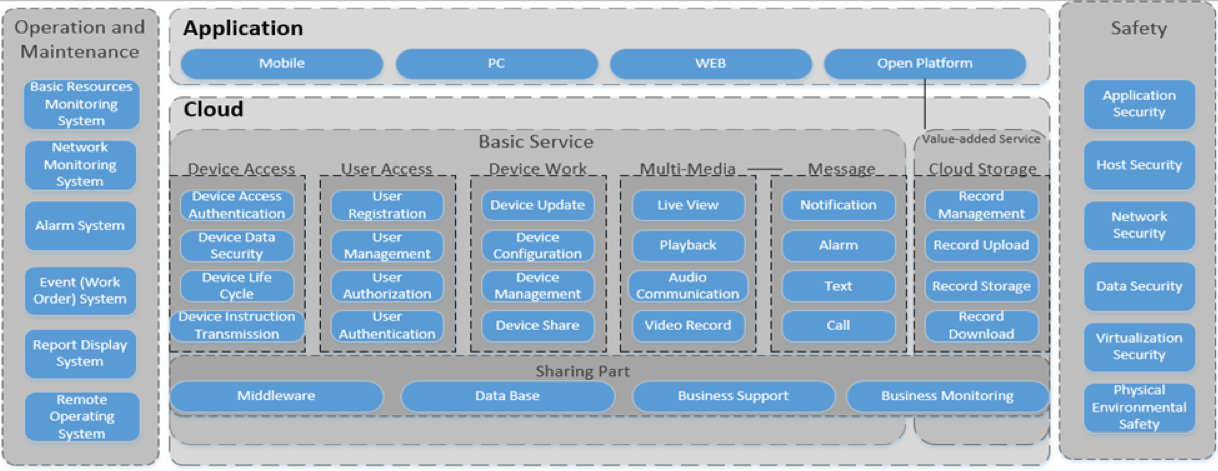 Operation and
Maintenance
Basic Resources
Monitoring
System
Network
Monitoring
System
Alarm System
Event (Work
Order) System
Report Display
System
Remote
Operating
System
Application
Mobile
PC
WEB
Open Platform
Cloud
Basic Service
Value-added Service
Device Access
Device Access
Authentication
Device Data
Security
Device Life
Cycle
Device Instruction
Transmission
User Access
User
Registration
User
Management
User
Authorization
User
Authentication
Device Work
Device Update
Device
Configuration
Device
Management
Device Share
Multi-Media
Live View
Playback
Audio
Communication
Video Record
Message
Notification
Alarm
Text
Call
Cloud Storage
Record
Management
Record Upload
Record Storage
Record
Download
Sharing Part
Middleware
Data Base
Business Support
Business Monitoring
Safety
Application
Security
Host Security
Network
Security
Data Security
Virtualization
Security
Physical
Environmental
Safety